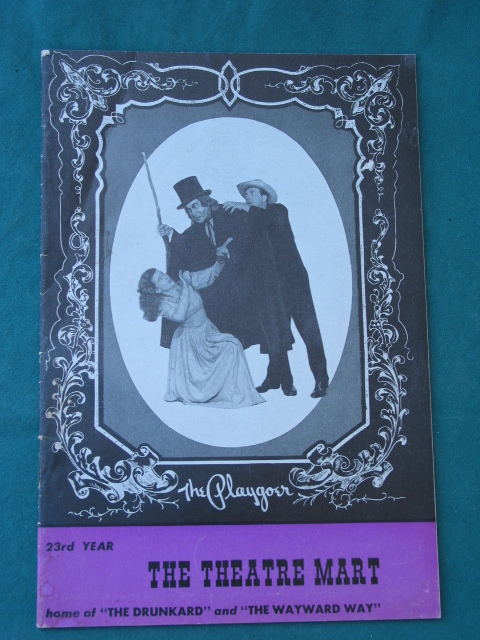 The Playgoer
23rd YEAR
THE THEATRE MART
home of "THE DRUNKARD" and "THE WAYWARD WAY"